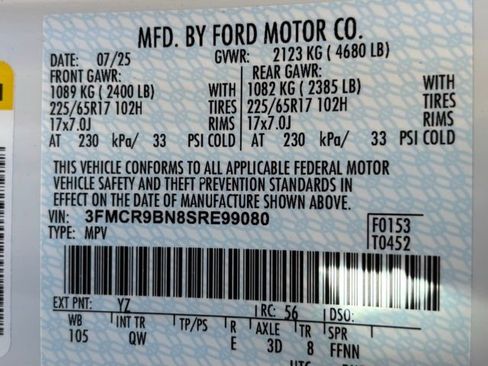 MFD. BY FORD MOTOR CO.
DATE: 07/25 GVWR: 2123 KG (4680 LB)
FRONT GAWR: REAR GAWR:
1089 KG (2400 LB) WITH 1082 KG (2385 LB) WITH
225/65R17 102H TIRES 225/65R17 102H TIRES
17x7.0J RIMS 17x7.0J RIMS
AT 230 kPa/ 33 PSI COLD AT 230 kPa/ 33 PSI COLD
THIS VEHICLE CONFORMS TO ALL APPLICABLE FEDERAL MOTOR
VEHICLE SAFETY AND THEFT PREVENTION STANDARDS IN
EFFECT ON THE DATE OF MANUFACTURE SHOWN ABOVE.
VIN: 3FMCR9BN8SRE99080 F0153
TYPE: MPV T0452
EXT PNT: YZ RC: 56 DSO:
WB INT TR TP/PS R AXLE TR SPR
105 QW E 3D 8 FFNN